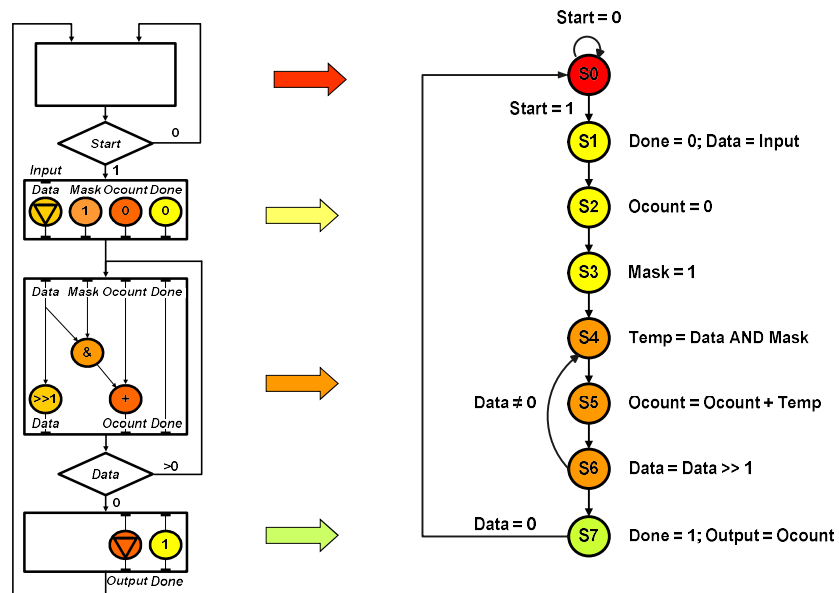 Start
0
1
Input
Data Mask Ocount Done
1 0 0
Data Mask Ocount Done
&
>>1 +
Data Ocount Done
Data
>0
0
1
Output Done
Start = 0
S0
Start = 1
S1 Done = 0; Data = Input
S2 Ocount = 0
S3 Mask = 1
S4 Temp = Data AND Mask
Data ≠ 0
S5 Ocount = Ocount + Temp
S6 Data = Data >> 1
Data = 0
S7 Done = 1; Output = Ocount